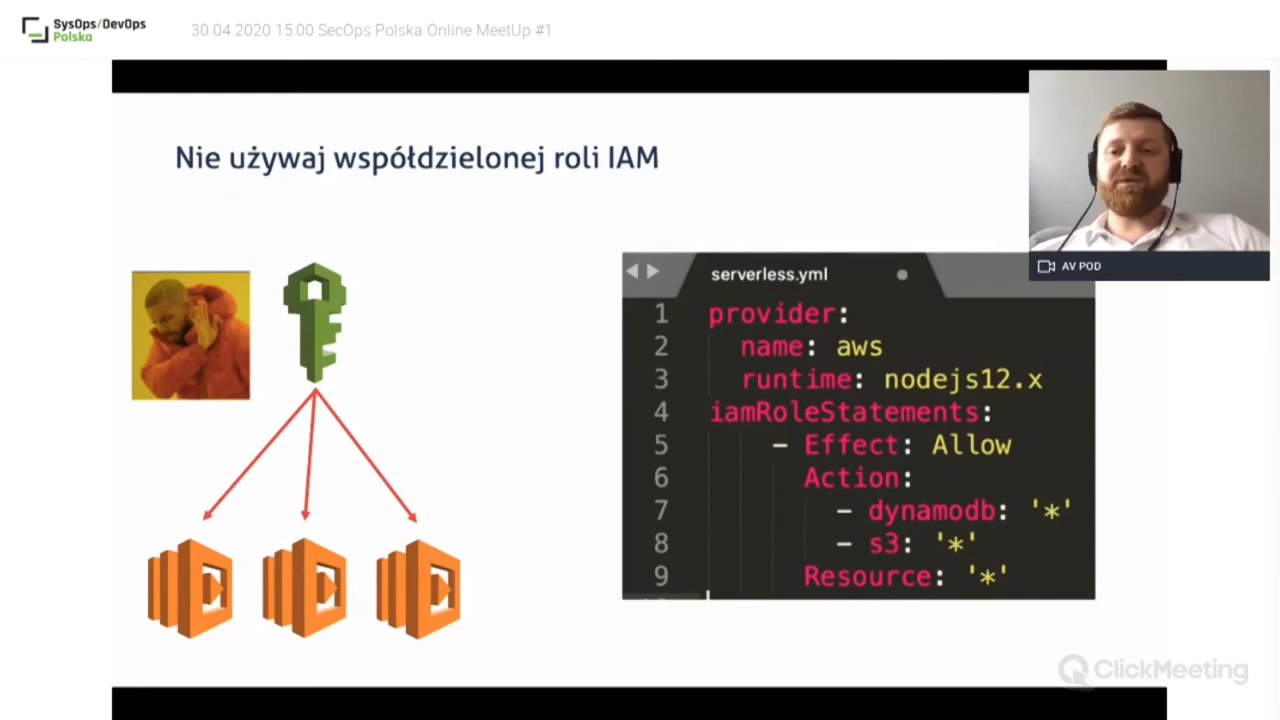 SysOps/DevOps
Polska
30.04.2020 15:00 SecOps Polska Online MeetUp #1
Nie używaj współdzielonej roli IAM
AV POD
serverless.yml
1 provider:
2 name: aws
3 runtime: nodejs12.x
4 iamRoleStatements:
5 - Effect: Allow
6 Action:
7 - dynamodb: '*'
8 - s3: '*'
9 Resource: '*'
ClickMeeting